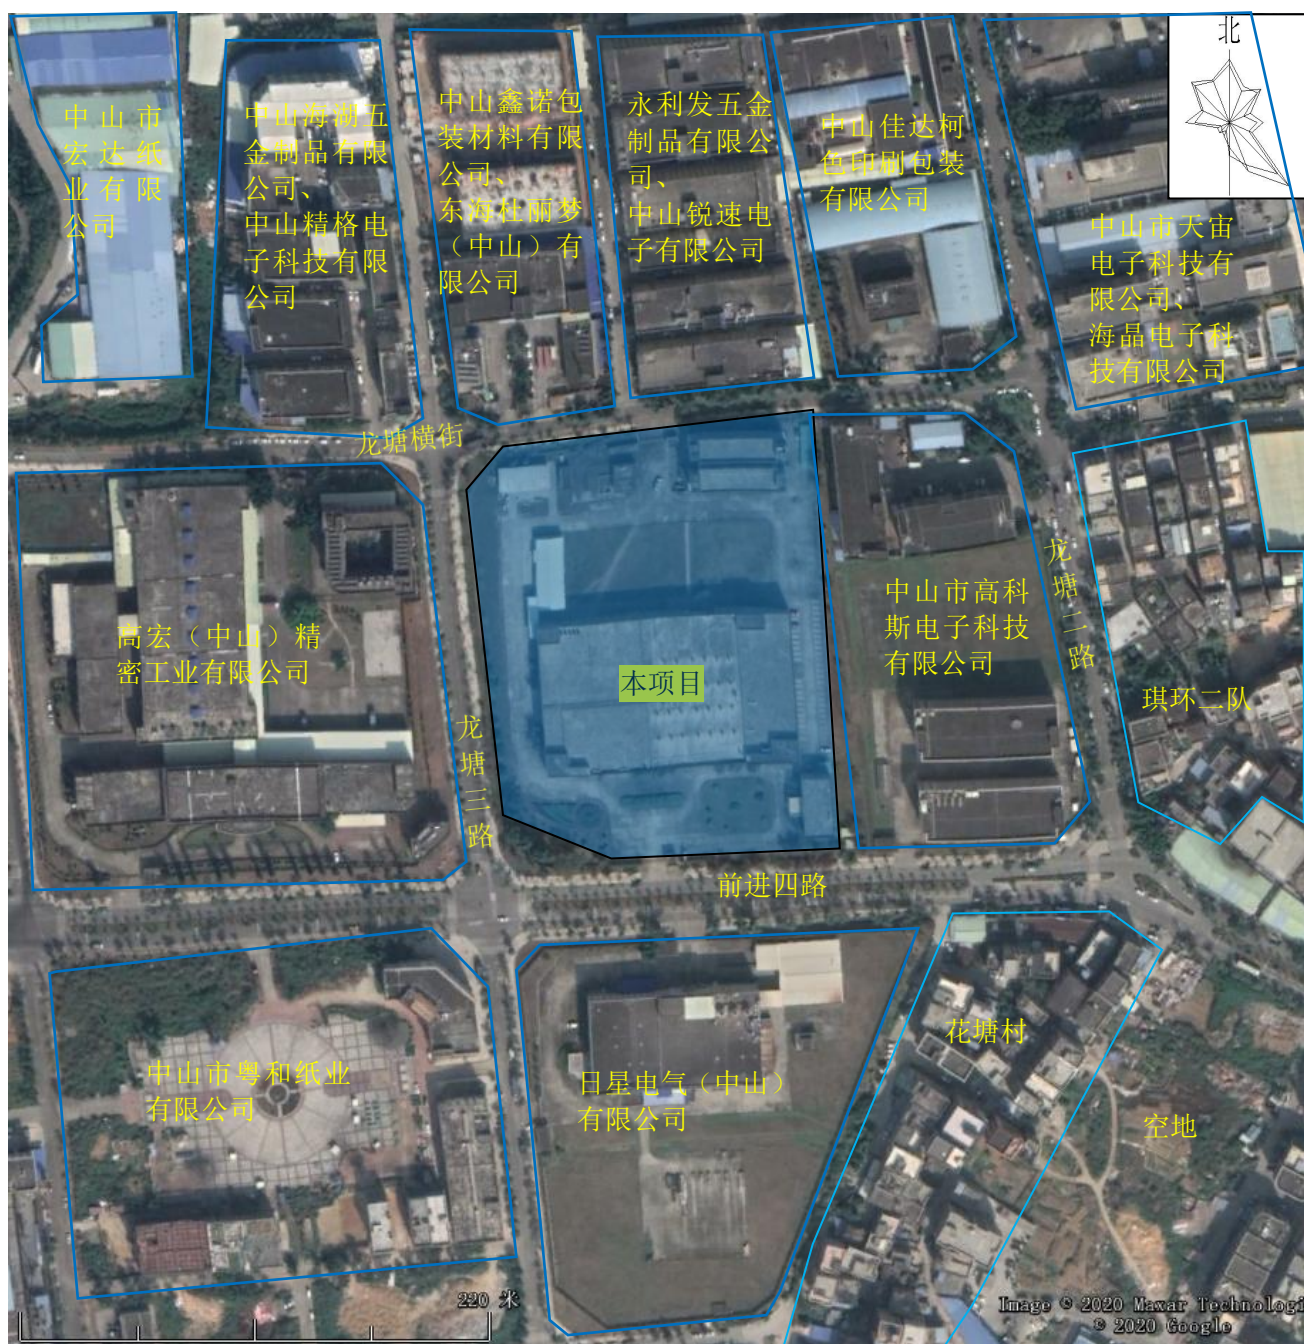 北
中山市
宏达纸
业有限
公司
中山海湖五
金制品有限
公司、
中山精格电
子科技有限
公司
中山鑫诺包
装材料有限
公司、
东海杜丽梦
（中山）有
限公司
永利发五金
制品有限公
司、
中山锐速电
子有限公司
中山佳达柯
色印刷包装
有限公司
中山市天宙
电子科技有
限公司、
海晶电子科
技有限公司
龙塘横街
高宏（中山）精
密工业有限公司
龙塘三路
本项目
中山市高科
斯电子科技
有限公司
龙塘二路
琪环二队
前进四路
中山市粤和纸业
有限公司
日星电气（中山）
有限公司
花塘村
空地
220 米
Image © 2020 Maxar Technologi
© 2020 Google